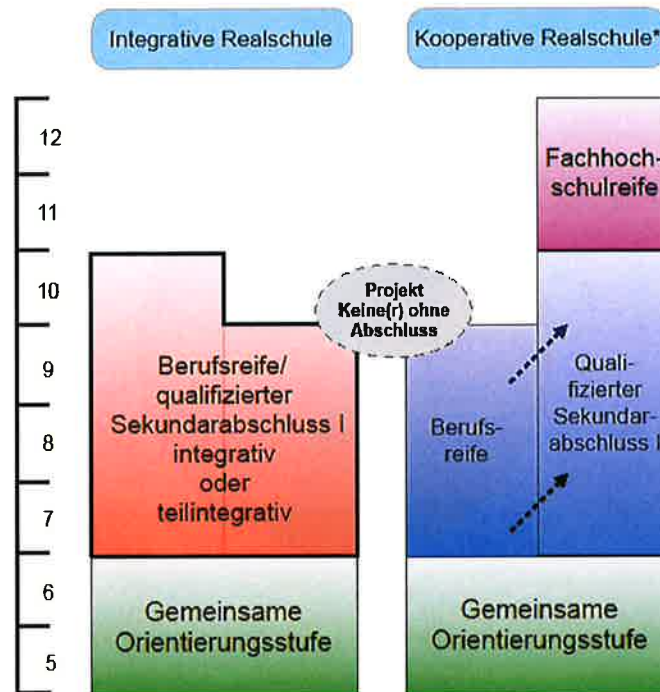 Integrative Realschule
Kooperative Realschule*
12
11
10
9
8
7
6
5
Berufsreife/
qualifizierter
Sekundarabschluss I
integrativ
oder
teilintegrativ
Gemeinsame
Orientierungsstufe
Projekt
Keine(r) ohne
Abschluss
Fachhoch-
schulreife
Berufs-
reife
Quali-
fizierter
Sekundar-
abschluss I
Gemeinsame
Orientierungsstufe